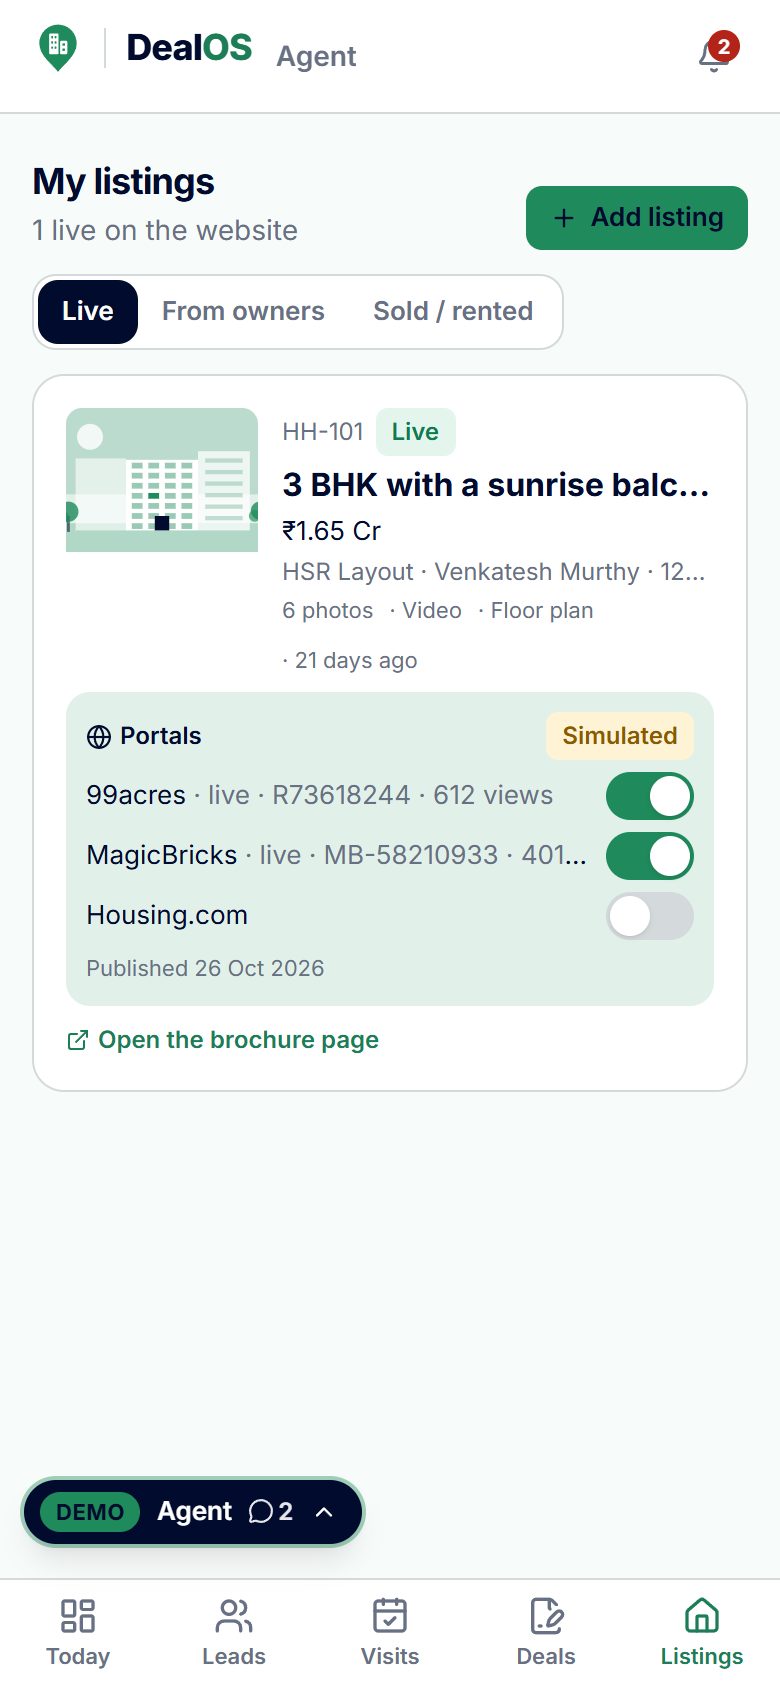 DealOS Agent
2
My listings
1 live on the website
+ Add listing
Live From owners Sold / rented
HH-101 Live
3 BHK with a sunrise balc...
₹1.65 Cr
HSR Layout · Venkatesh Murthy · 12...
6 photos · Video · Floor plan
· 21 days ago
Portals Simulated
99acres · live · R73618244 · 612 views
MagicBricks · live · MB-58210933 · 401...
Housing.com
Published 26 Oct 2026
Open the brochure page
DEMO Agent 2
Today Leads Visits Deals Listings